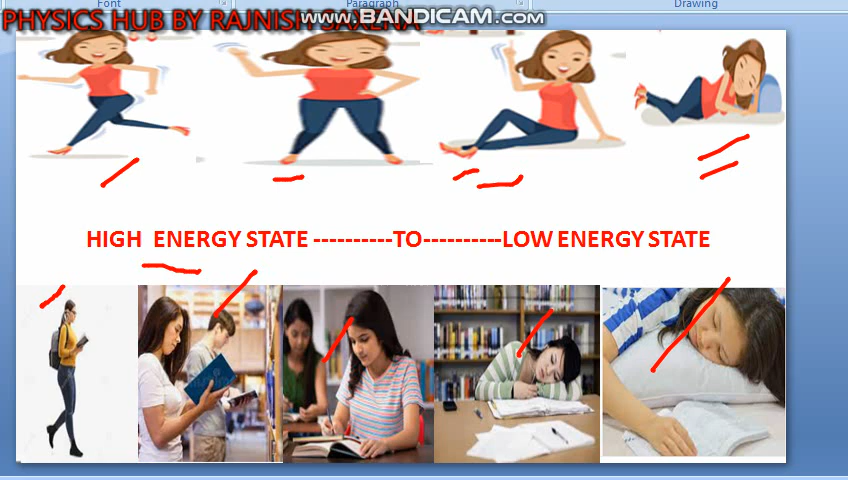 Font
Paragraph
Drawing
PHYSICS HUB BY RAJNISH SAXENA
www.BANDICAM.com
HIGH ENERGY STATE ----------TO----------LOW ENERGY STATE